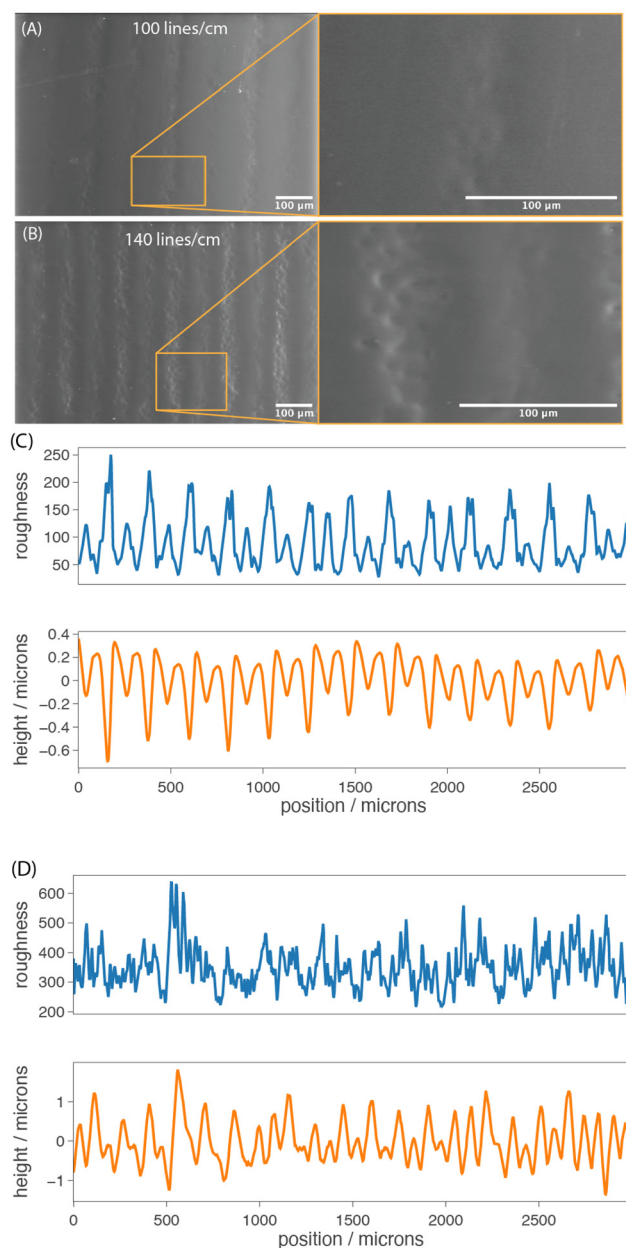 (A)
100 lines/cm
100 µm
100 µm
(B)
140 lines/cm
100 µm
100 µm
(C)
250
200
150
100
50
roughness
0.4
0.2
0
−0.2
−0.4
−0.6
height / microns
0
500
1000
1500
2000
2500
position / microns
(D)
600
500
400
300
200
roughness
1
0
−1
height / microns
0
500
1000
1500
2000
2500
position / microns